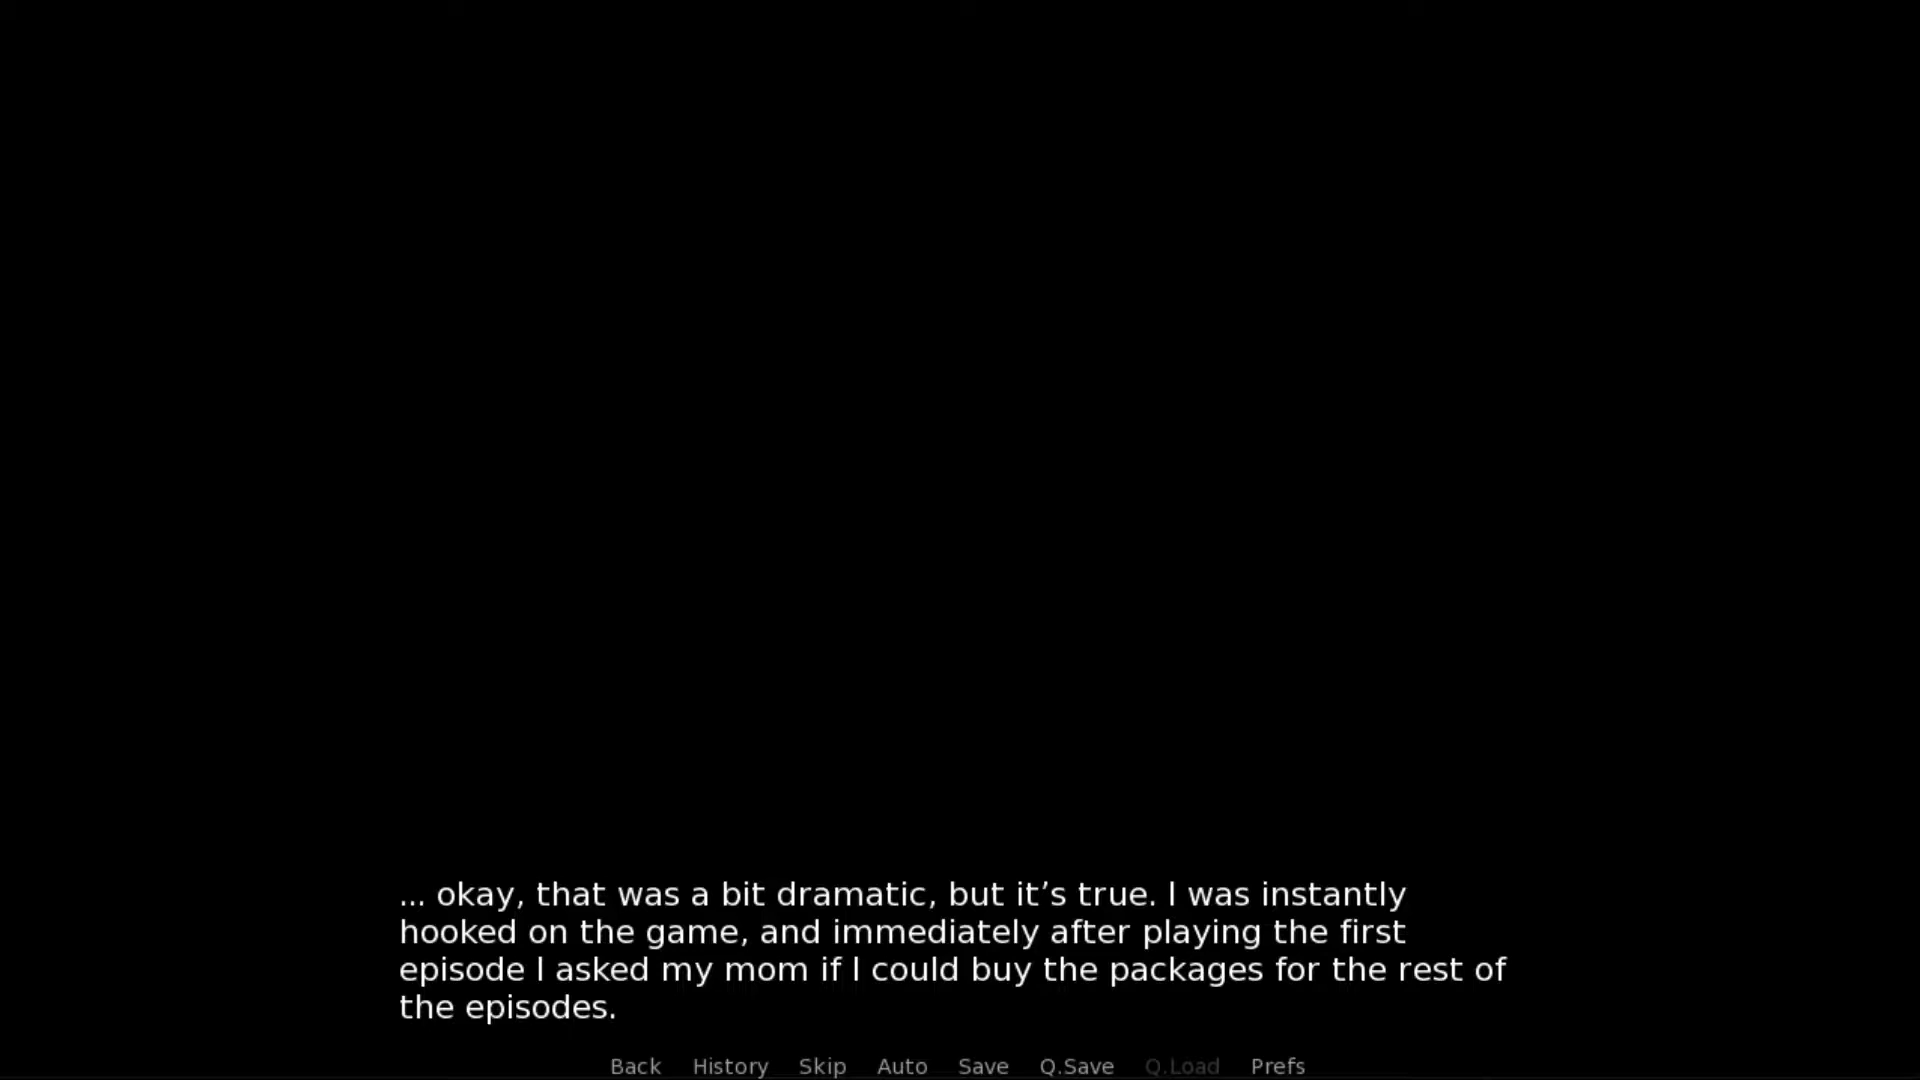 ... okay, that was a bit dramatic, but it’s true. I was instantly
hooked on the game, and immediately after playing the first
episode I asked my mom if I could buy the packages for the rest of
the episodes.
Back History Skip Auto Save Q.Save Q.Load Prefs